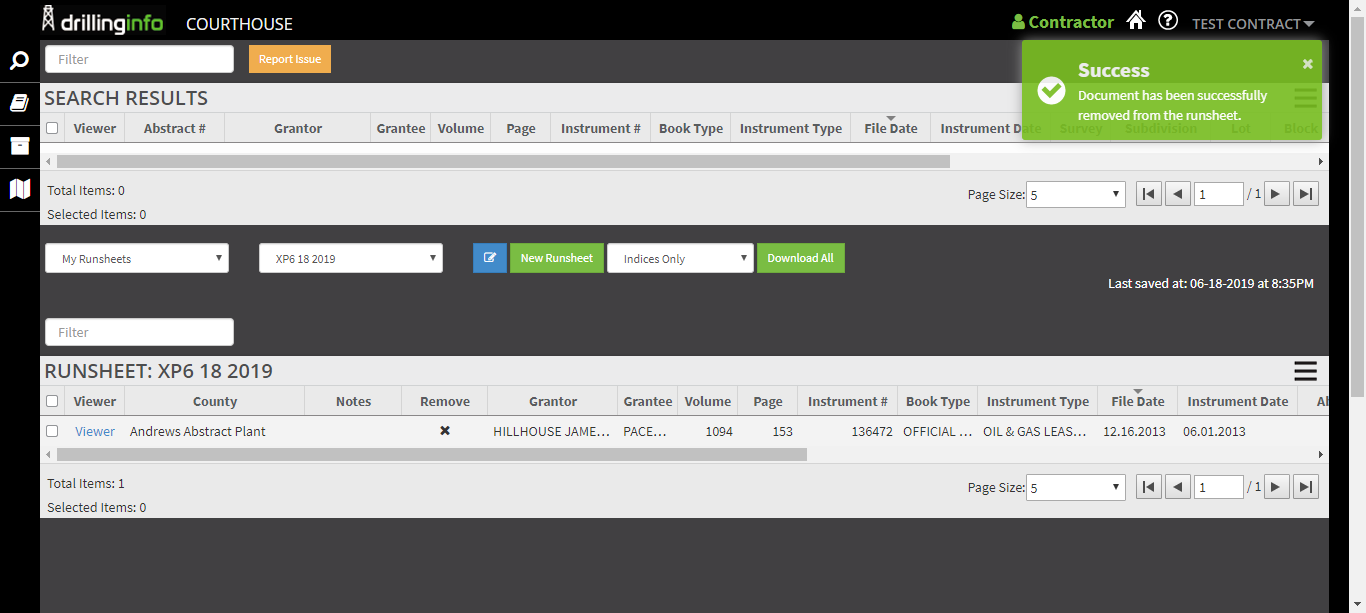 drillinginfo COURTHOUSE Contractor TEST CONTRACT
Filter Report Issue
Success
Document has been successfully
removed from the runsheet.
SEARCH RESULTS
Viewer Abstract # Grantor Grantee Volume Page Instrument # Book Type Instrument Type File Date Instrument Date Survey Subdivision Lot Block
Total Items: 0
Page Size: 5 1 / 1
Selected Items: 0
My Runsheets XP6 18 2019 New Runsheet Indices Only Download All
Last saved at: 06-18-2019 at 8:35PM
Filter
RUNSHEET: XP6 18 2019
Viewer County Notes Remove Grantor Grantee Volume Page Instrument # Book Type Instrument Type File Date Instrument Date
Viewer Andrews Abstract Plant HILLHOUSE JAME... PACE... 1094 153 136472 OFFICIAL ... OIL & GAS LEAS... 12.16.2013 06.01.2013
Total Items: 1
Page Size: 5 1 / 1
Selected Items: 0